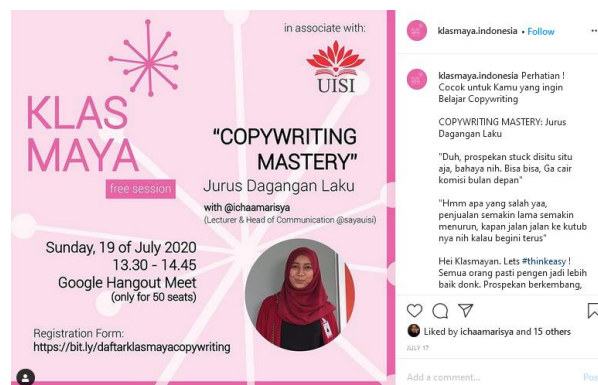 in associate with:
UISI
KLAS
MAYA
free session
“COPYWRITING
MASTERY”
Jurus Dagangan Laku
with @ichaamarisya
(Lecturer & Head of Communication @sayauisi)
Sunday, 19 of July 2020
13.30 - 14.45
Google Hangout Meet
(only for 50 seats)
Registration Form:
https://bit.ly/daftarklasmayacopywriting
klasmaya.indonesia • Follow
klasmaya.indonesia Perhatian !
Cocok untuk Kamu yang ingin
Belajar Copywriting
COPYWRITING MASTERY: Jurus
Dagangan Laku
"Duh, prospekan stuck disitu situ
aja, bahaya nih. Bisa bisa, Ga cair
komisi bulan depan"
"Hmm apa yang salah yaa,
penjualan semakin lama semakin
menurun, kapan jalan jalan ke kutub
nya nih kalau begini terus"
Hei Klasmayan. Lets #thinkeasy !
Semua orang pasti pengen jadi lebih
baik donk. Prospekan berkembang,
Liked by ichaamarisya and 15 others
JULY 17
Add a comment...
Pos